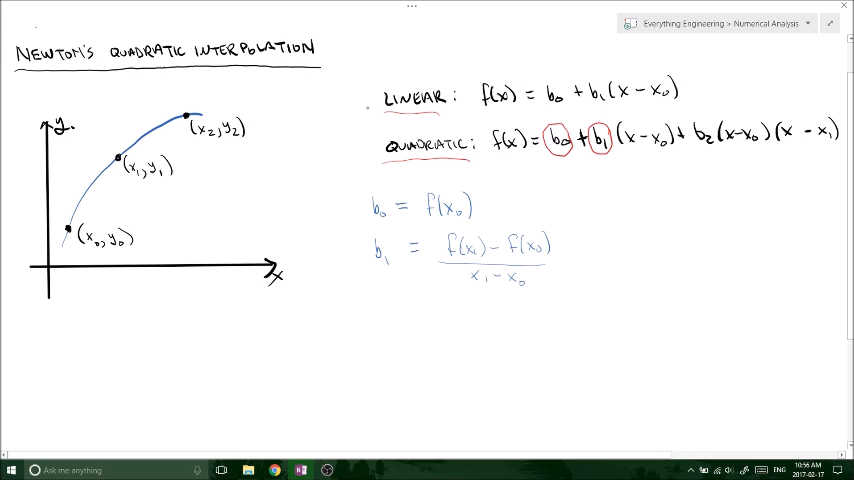 Everything Engineering > Numerical Analysis
NEWTOM'S QUADRATIC INTERPOLATION
LINEAR: f(x) = b₀ + b₁(x - x₀)
QUADRATIC: f(x) = b₀ + b₁(x-x₀) + b₂(x-x₀)(x - x₁)
y
(x₂, y₂)
(x₁, y₁)
(x₀, y₀)
x
b₀ = f(x₀)
b₁ = f(x₁) - f(x₀)
x₁ - x₀
Ask me anything
ENG
10:56 AM
2017-02-17